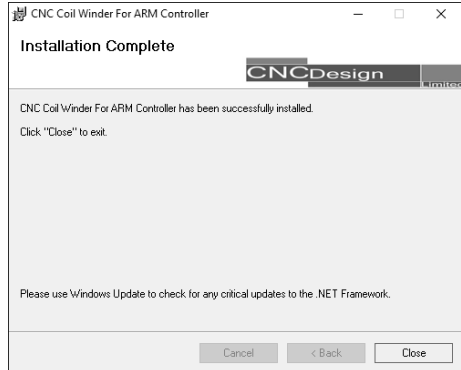 CNC Coil Winder For ARM Controller
Installation Complete
CNCDesign
Limited
CNC Coil Winder For ARM Controller has been successfully installed.
Click "Close" to exit.
Please use Windows Update to check for any critical updates to the .NET Framework.
Cancel
< Back
Close